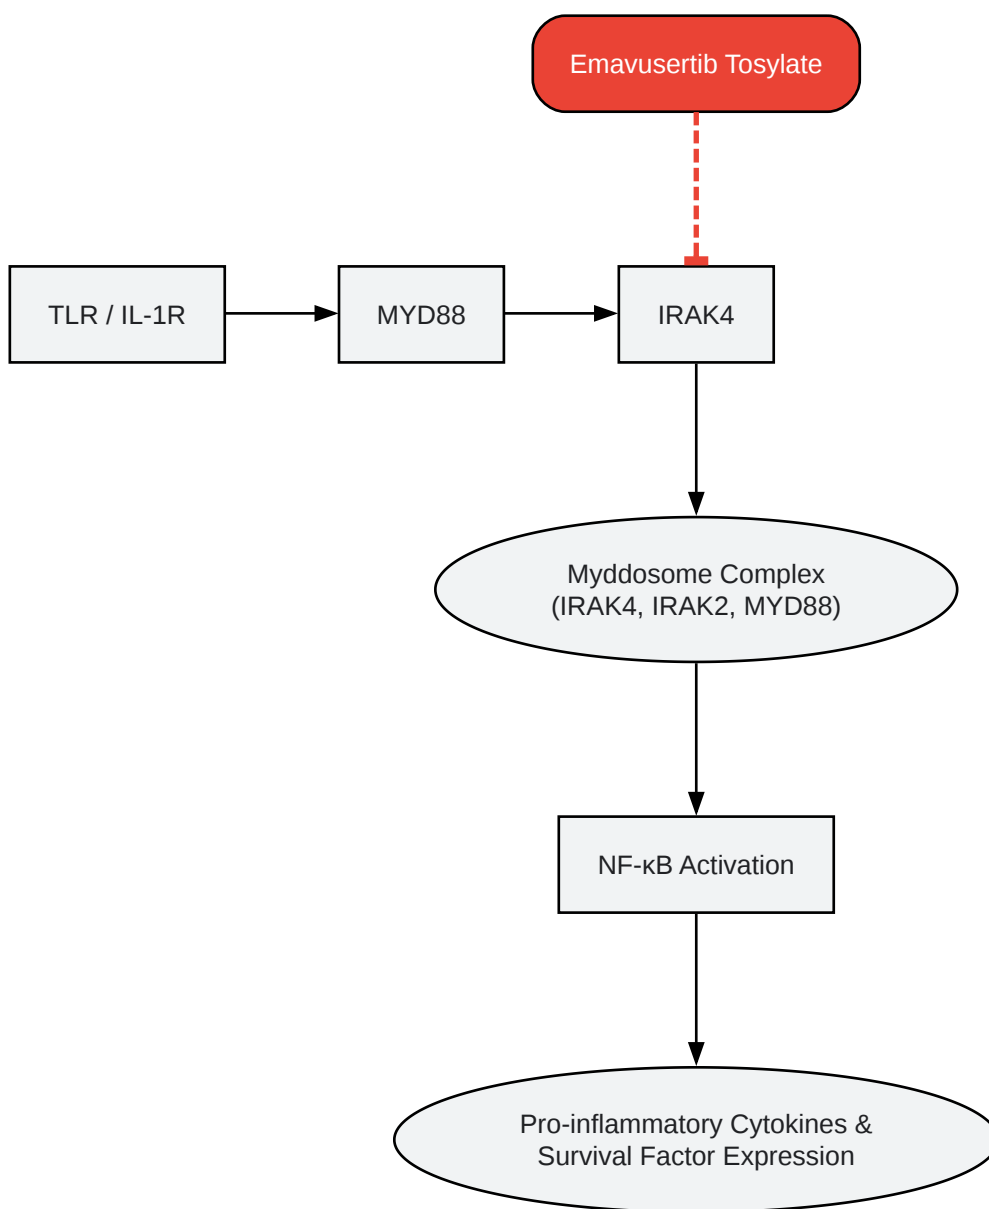 Emavusertib Tosylate
TLR / IL-1R
MYD88
IRAK4
Myddosome Complex
(IRAK4, IRAK2, MYD88)
NF-κB Activation
Pro-inflammatory Cytokines &
Survival Factor Expression